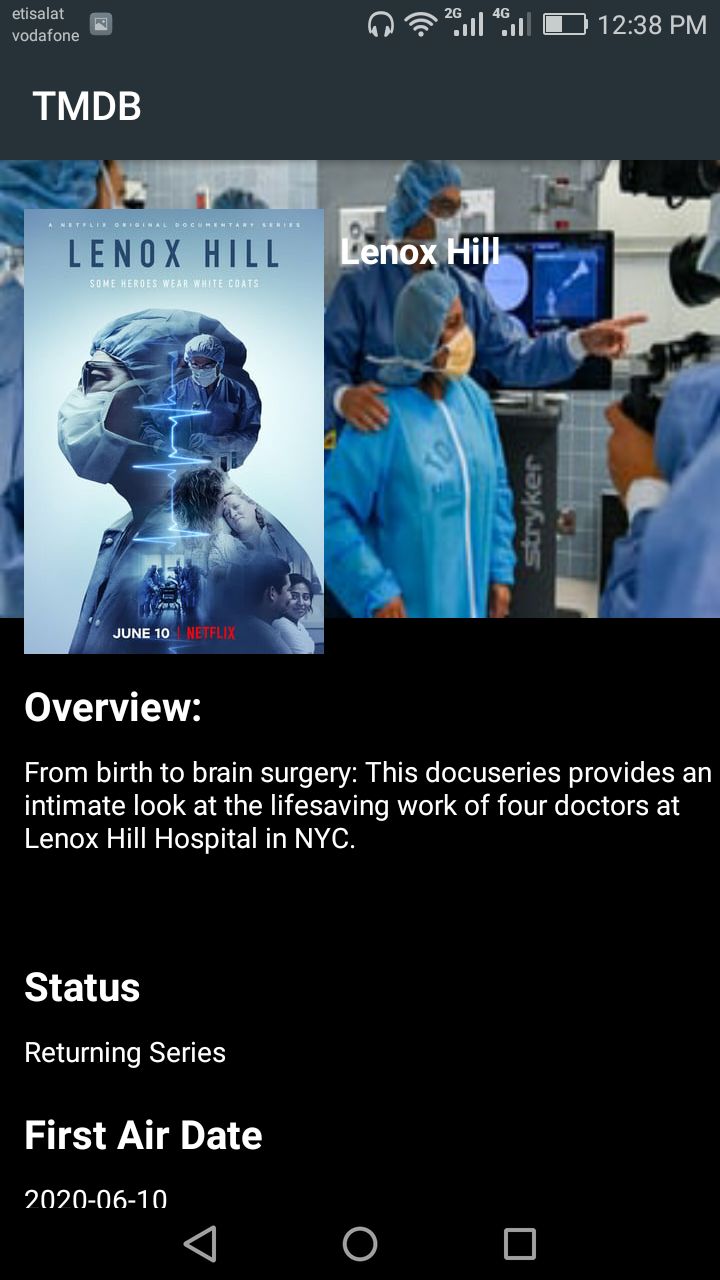 etisalat
vodafone
2G
4G
12:38 PM
TMDB
A NETFLIX ORIGINAL DOCUMENTARY SERIES
LENOX HILL
SOME HEROES WEAR WHITE COATS
JUNE 10 | NETFLIX
Lenox Hill
stryker
Overview:
From birth to brain surgery: This docuseries provides an
intimate look at the lifesaving work of four doctors at
Lenox Hill Hospital in NYC.
Status
Returning Series
First Air Date
2020-06-10